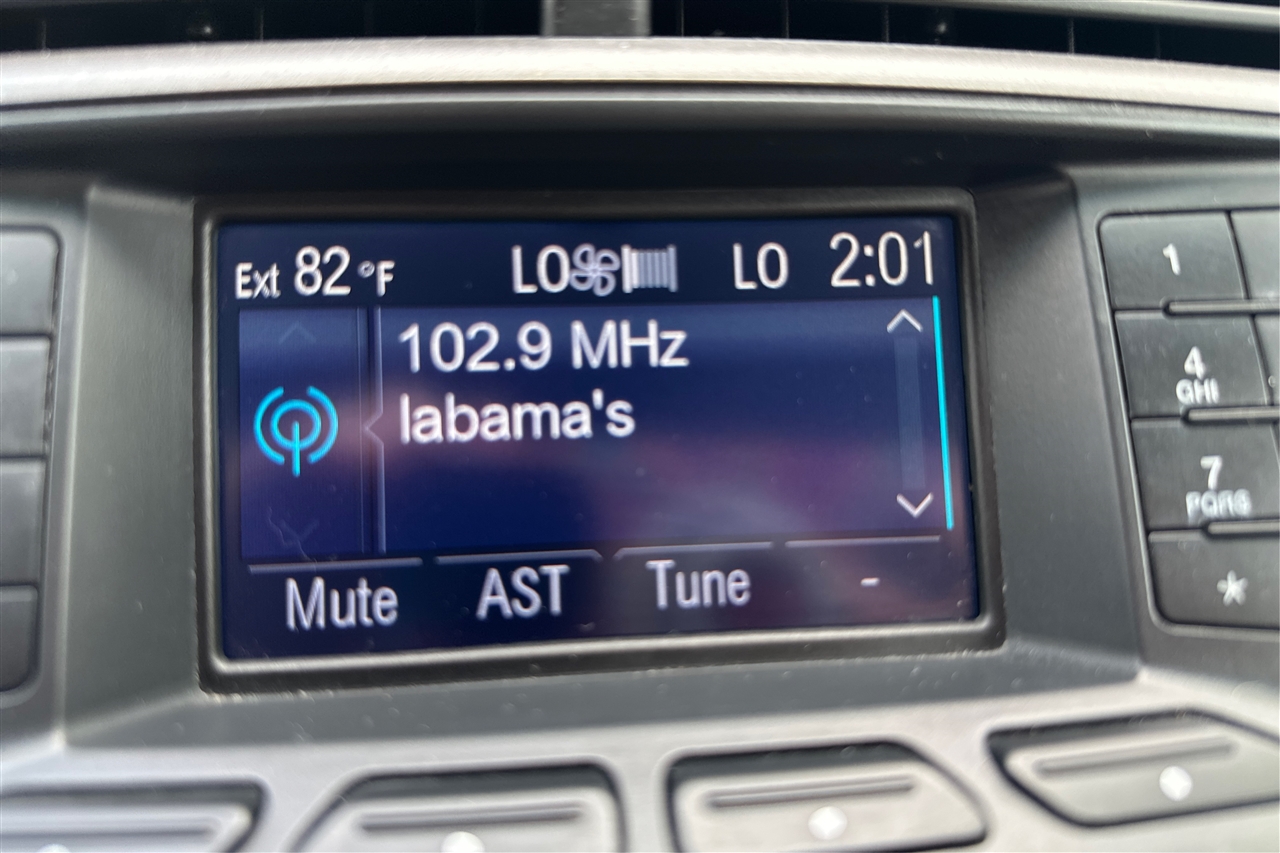 Ext 82 °F LO LO 2:01
102.9 MHz
labama's
Mute AST Tune -
1
4
GHI
7
PQRS
*